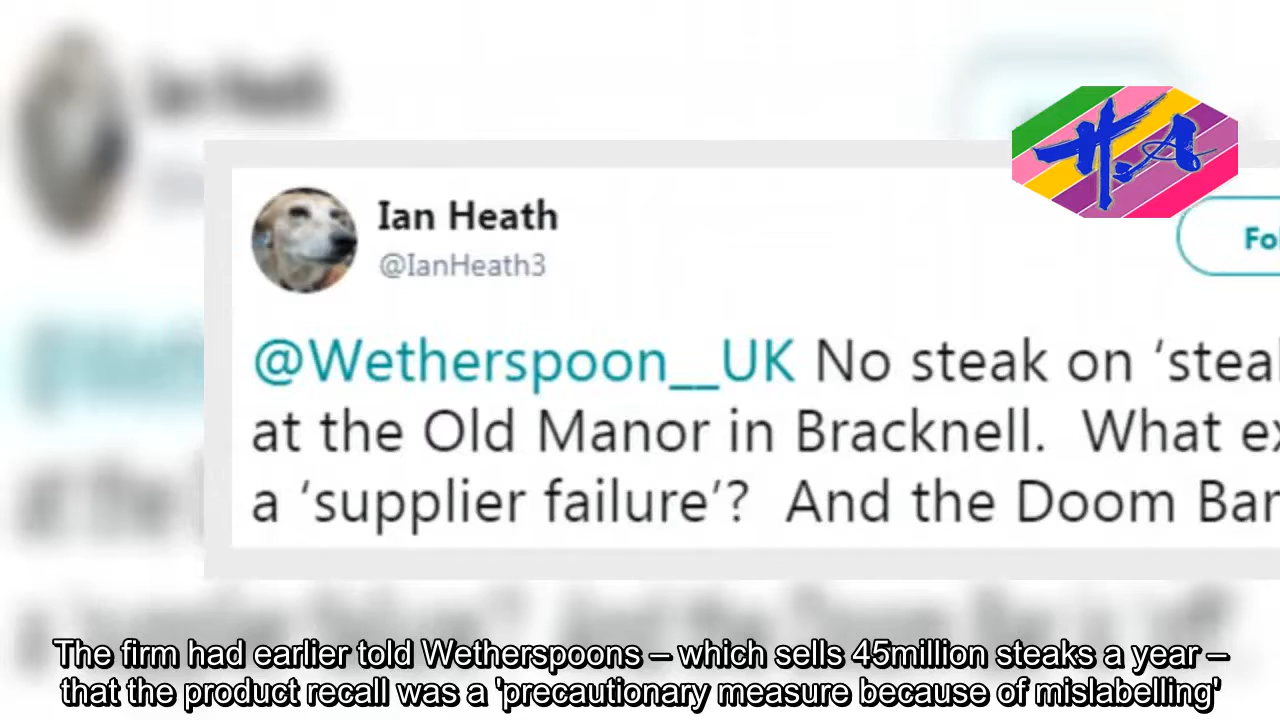 Ian Heath
@IanHeath3
H.A
@Wetherspoon__UK No steak on ‘steak
at the Old Manor in Bracknell.  What ex
a ‘supplier failure’?  And the Doom Bar
The firm had earlier told Wetherspoons – which sells 45million steaks a year –
that the product recall was a 'precautionary measure because of mislabelling'